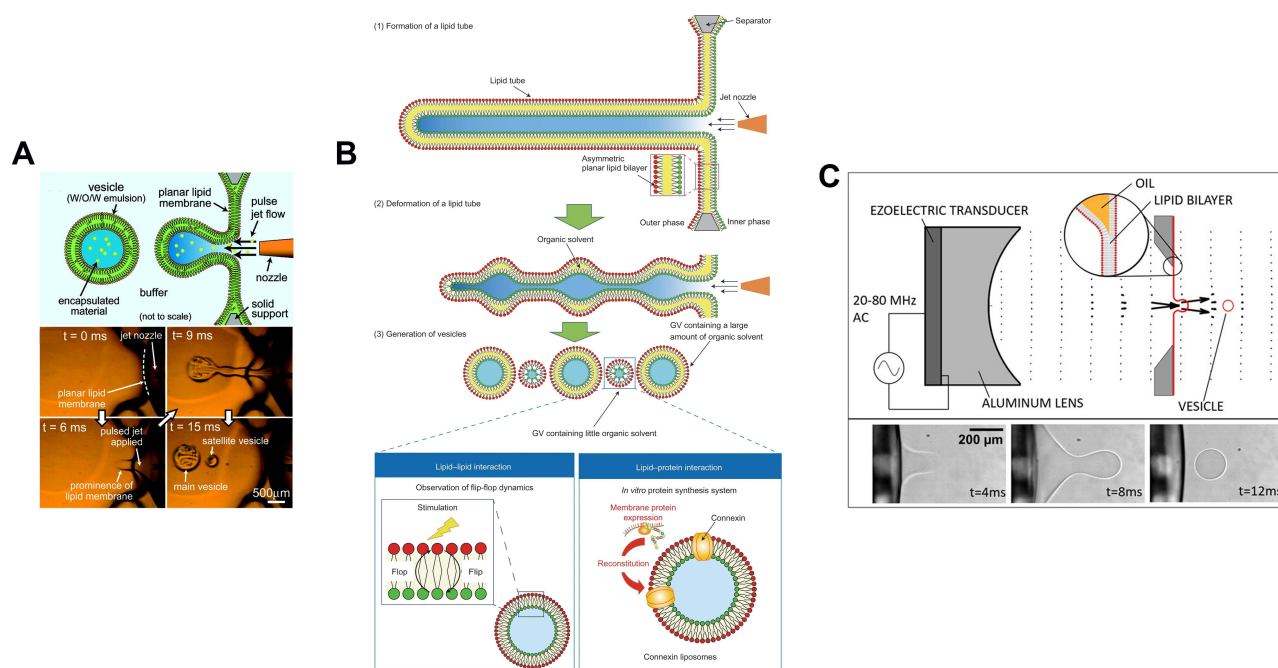 A
vesicle
(W/O/W emulsion)
planar lipid
membrane
pulse
jet flow
nozzle
encapsulated
material
buffer
(not to scale)
solid
support
t = 0 ms
jet nozzle
planar lipid
membrane
t= 9 ms
t= 6 ms
pulsed jet
applied
prominence of
lipid membrane
t= 15 ms
satellite vesicle
main vesicle
500μm
B
(1) Formation of a lipid tube
Separator
Lipid tube
Jet nozzle
Asymmetric
planar lipid bilayer
(2) Deformation of a lipid tube
Outer phase
Inner phase
Organic solvent
(3) Generation of vesicles
GV containing a large
amount of organic solvent
GV containing little organic solvent
Lipid–lipid interaction
Observation of flip-flop dynamics
Stimulation
Flop
Flip
Lipid–protein interaction
In vitro protein synthesis system
Membrane protein
expression
Connexin
Reconstitution
Connexin liposomes
C
OIL
LIPID BILAYER
EZOELECTRIC TRANSDUCER
20-80 MHz
AC
ALUMINUM LENS
VESICLE
200 μm
t=4ms
t=8ms
t=12ms